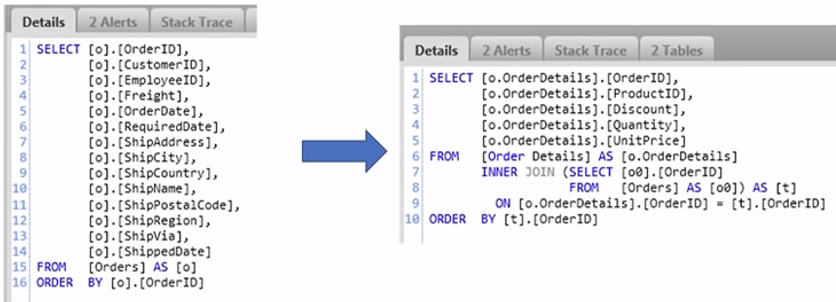 Details 2 Alerts Stack Trace
1 SELECT [o].[OrderID],
2 [o].[CustomerID],
3 [o].[EmployeeID],
4 [o].[Freight],
5 [o].[OrderDate],
6 [o].[RequiredDate],
7 [o].[ShipAddress],
8 [o].[ShipCity],
9 [o].[ShipCountry],
10 [o].[ShipName],
11 [o].[ShipPostalCode],
12 [o].[ShipRegion],
13 [o].[ShipVia],
14 [o].[ShippedDate]
15 FROM [Orders] AS [o]
16 ORDER BY [o].[OrderID]
Details 2 Alerts Stack Trace 2 Tables
1 SELECT [o.OrderDetails].[OrderID],
2 [o.OrderDetails].[ProductID],
3 [o.OrderDetails].[Discount],
4 [o.OrderDetails].[Quantity],
5 [o.OrderDetails].[UnitPrice]
6 FROM [Order Details] AS [o.OrderDetails]
7 INNER JOIN (SELECT [o0].[OrderID]
8 FROM [Orders] AS [o0]) AS [t]
9 ON [o.OrderDetails].[OrderID] = [t].[OrderID]
10 ORDER BY [t].[OrderID]